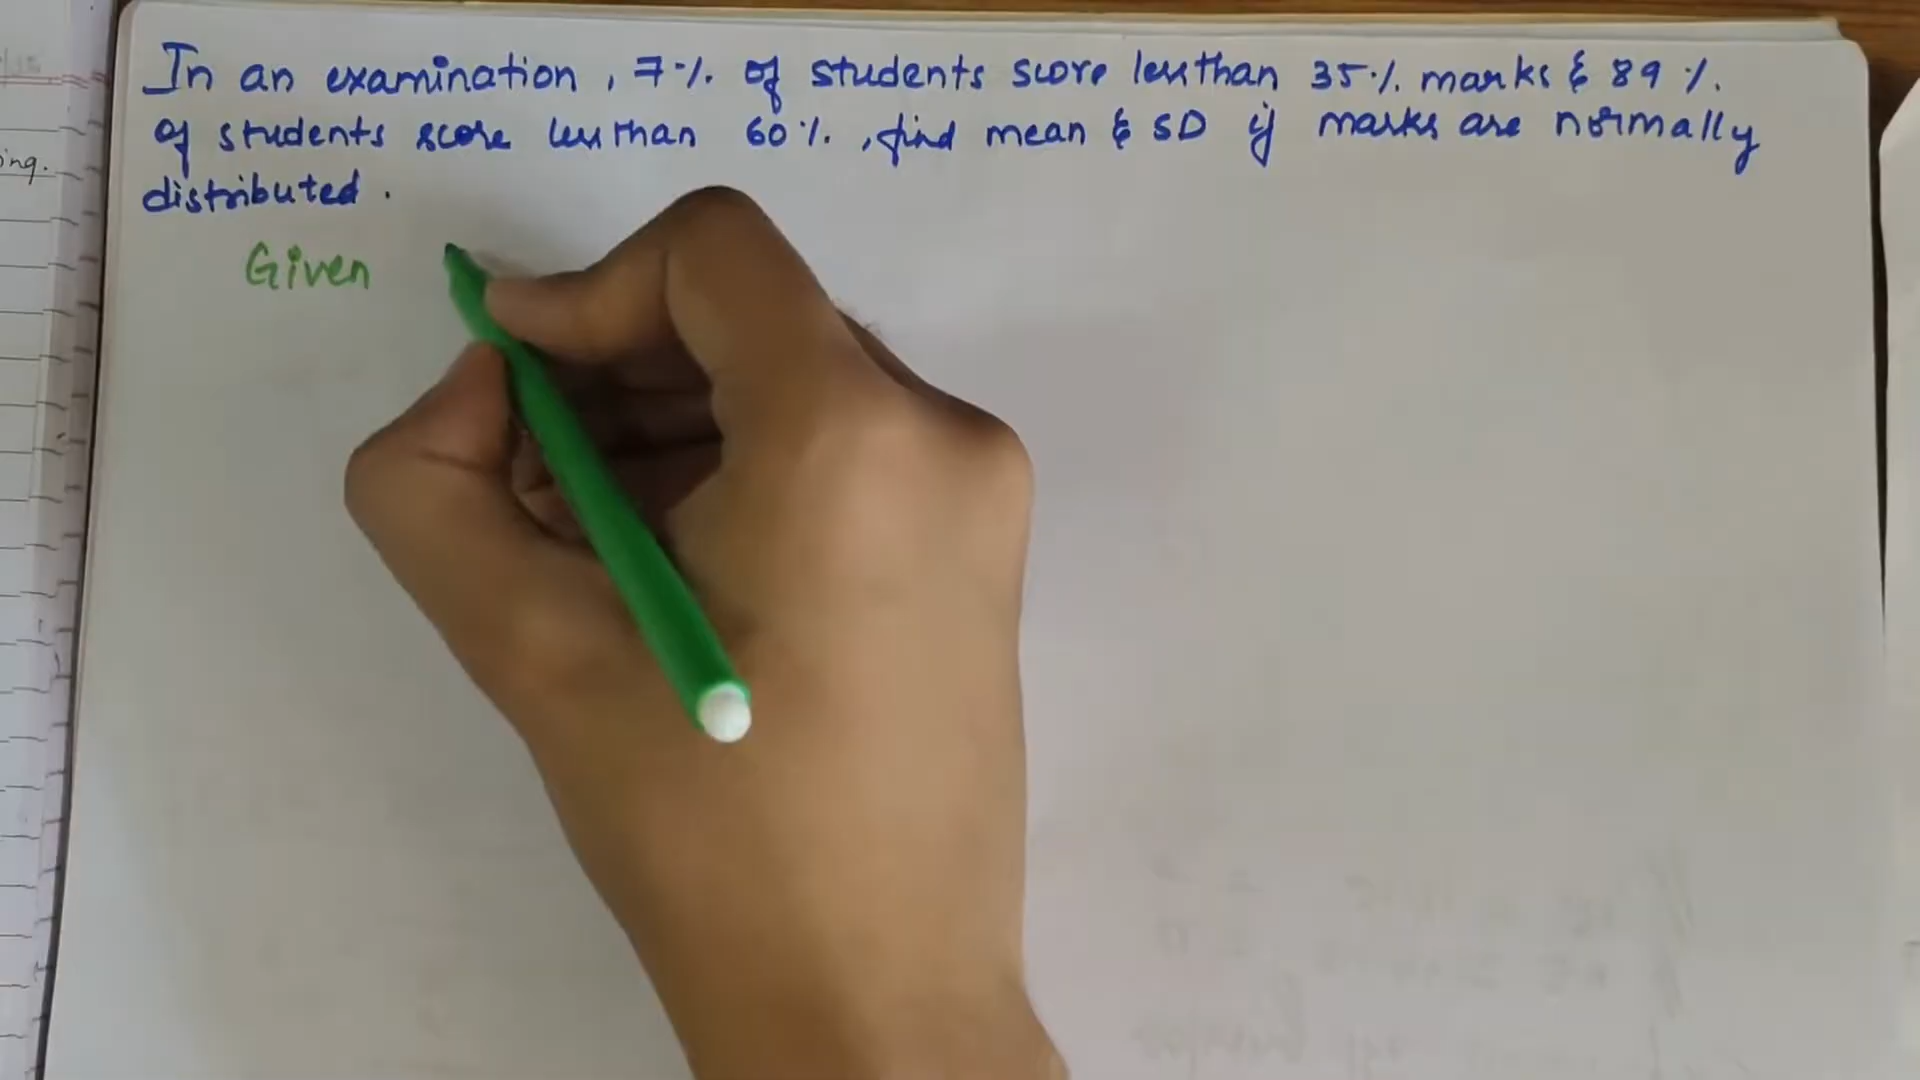 In an examination, 7% of students score less than 35% marks & 89%
of students score less than 60%, find mean & SD if marks are normally
distributed.
Given
ing.